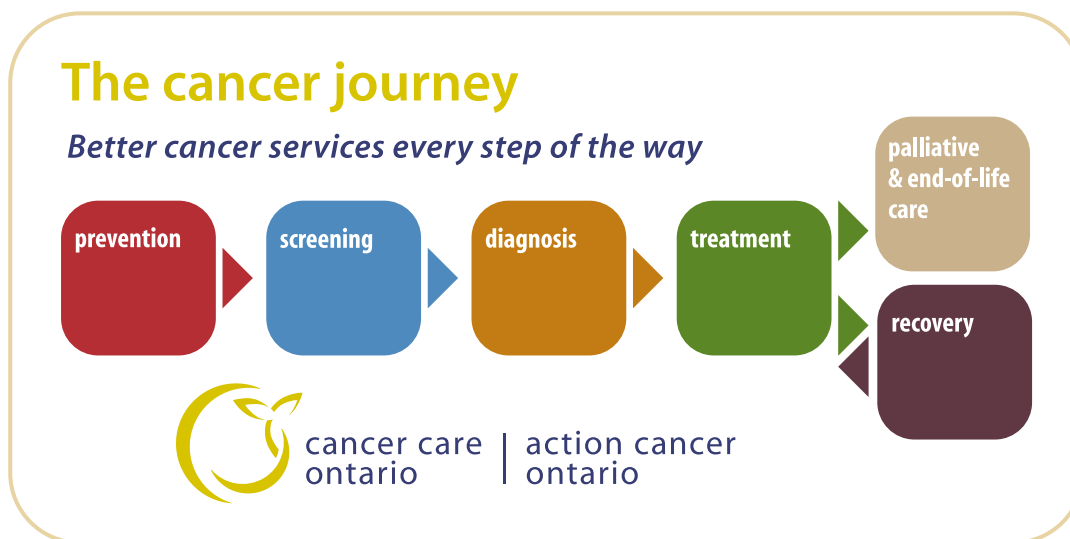 The cancer journey
Better cancer services every step of the way
prevention
screening
diagnosis
treatment
palliative
& end-of-life
care
recovery
cancer care
ontario
action cancer
ontario